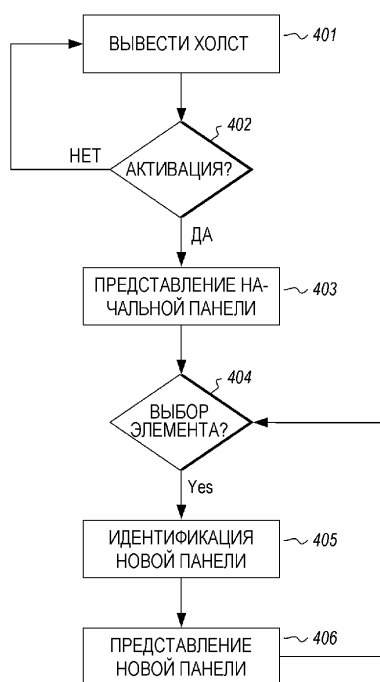 ВЫВЕСТИ ХОЛСТ
401
402
НЕТ
АКТИВАЦИЯ?
ДА
ПРЕДСТАВЛЕНИЕ НА-
ЧАЛЬНОЙ ПАНЕЛИ
403
404
ВЫБОР
ЭЛЕМЕНТА?
Yes
ИДЕНТИФИКАЦИЯ
НОВОЙ ПАНЕЛИ
405
ПРЕДСТАВЛЕНИЕ
НОВОЙ ПАНЕЛИ
406